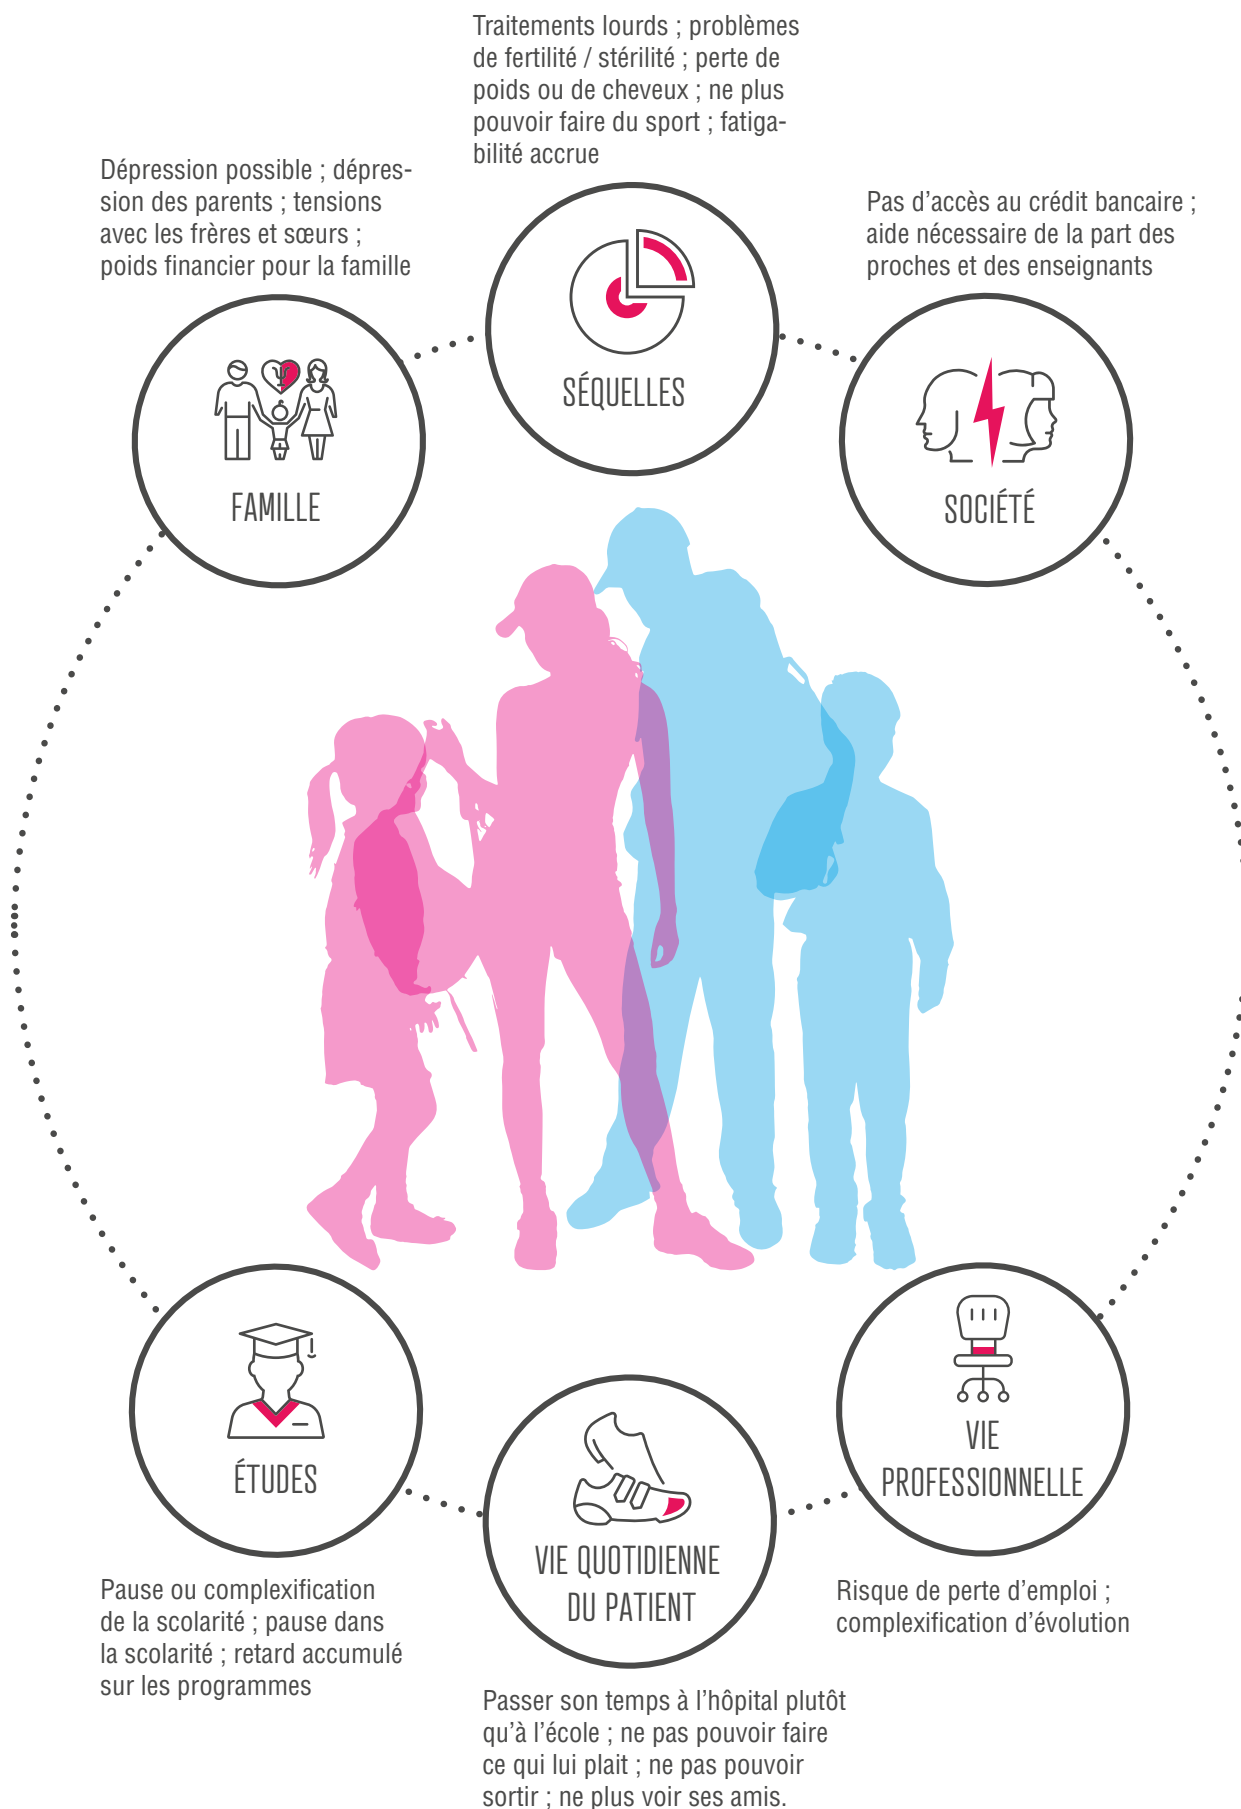 Traitements lourds ; problèmes
de fertilité / stérilité ; perte de
poids ou de cheveux ; ne plus
pouvoir faire du sport ; fatiga-
bilité accrue
SÉQUELLES
Dépression possible ; dépres-
sion des parents ; tensions
avec les frères et sœurs ;
poids financier pour la famille
FAMILLE
Pas d’accès au crédit bancaire ;
aide nécessaire de la part des
proches et des enseignants
SOCIÉTÉ
ÉTUDES
Pause ou complexification
de la scolarité ; pause dans
la scolarité ; retard accumulé
sur les programmes
VIE QUOTIDIENNE
DU PATIENT
Passer son temps à l’hôpital plutôt
qu’à l’école ; ne pas pouvoir faire
ce qui lui plait ; ne pas pouvoir
sortir ; ne plus voir ses amis.
VIE
PROFESSIONNELLE
Risque de perte d’emploi ;
complexification d’évolution